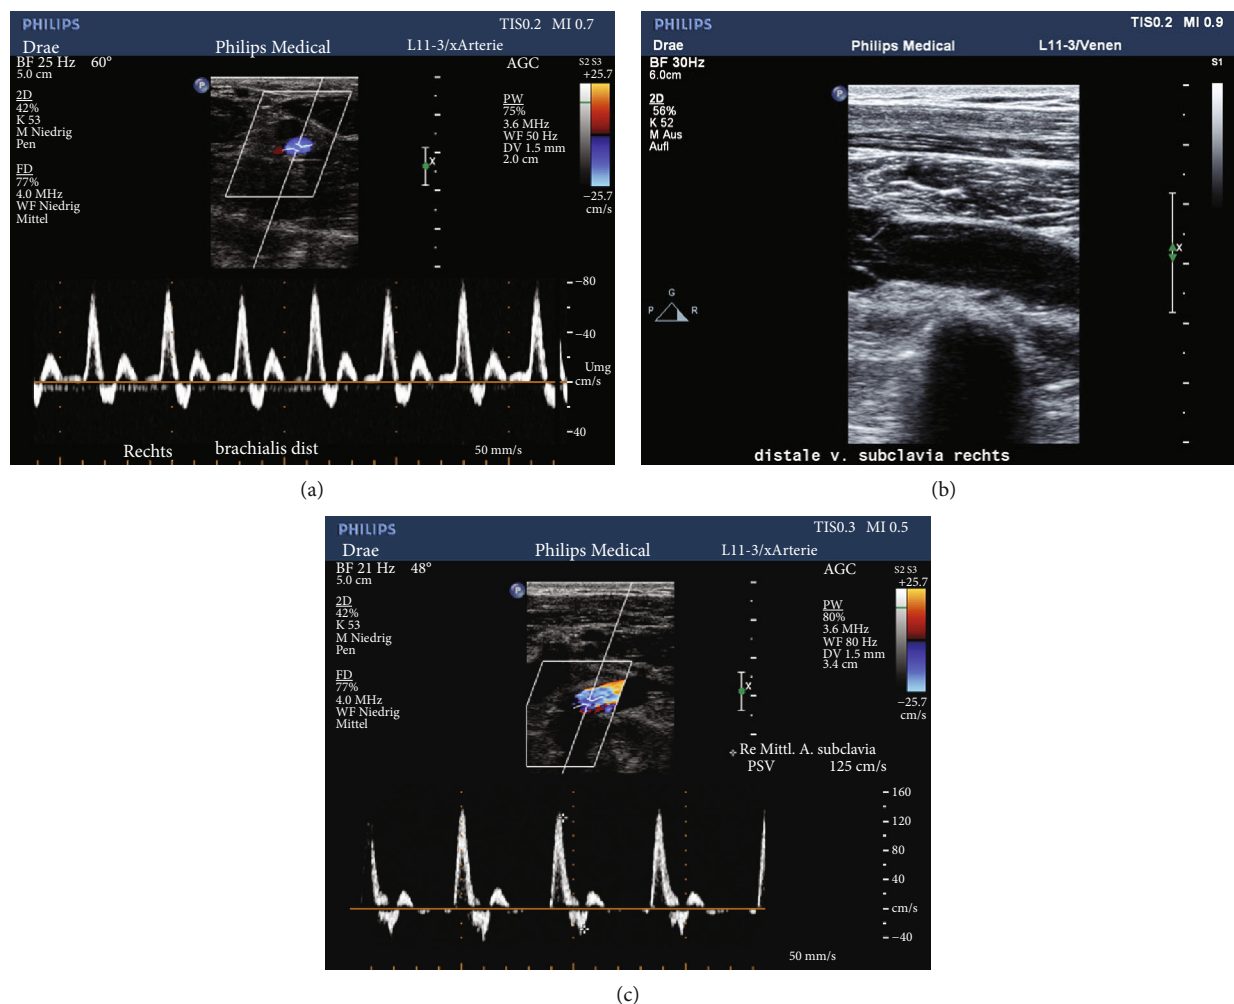 PHILIPS
TIS0.2 MI 0.7
Drae
Philips Medical
L11-3/xArterie
BF 25 Hz 60°
5.0 cm
2D
42%
K 53
M Niedrig
Pen
FD
77%
4.0 MHz
WF Niedrig
Mittel
P
AGC
PW
75%
3.6 MHz
WF 50 Hz
DV 1.5 mm
2.0 cm
S2 S3
+25.7
−25.7
cm/s
x
−80
−40
Umg
cm/s
40
Rechts
brachialis dist
50 mm/s
(a)
PHILIPS
TIS0.2 MI 0.9
Drae
Philips Medical
L11-3/Venen
BF 30Hz
6.0cm
2D
56%
K 52
M Aus
Aufl
P
S1
x
G
P R
distale v. subclavia rechts
(b)
PHILIPS
TIS0.3 MI 0.5
Drae
Philips Medical
L11-3/xArterie
BF 21 Hz 48°
5.0 cm
2D
42%
K 53
M Niedrig
Pen
FD
77%
4.0 MHz
WF Niedrig
Mittel
P
AGC
PW
80%
3.6 MHz
WF 80 Hz
DV 1.5 mm
3.4 cm
S2 S3
+25.7
−25.7
cm/s
x
Re Mittl. A. subclavia
PSV 125 cm/s
160
120
80
40
cm/s
−40
50 mm/s
(c)